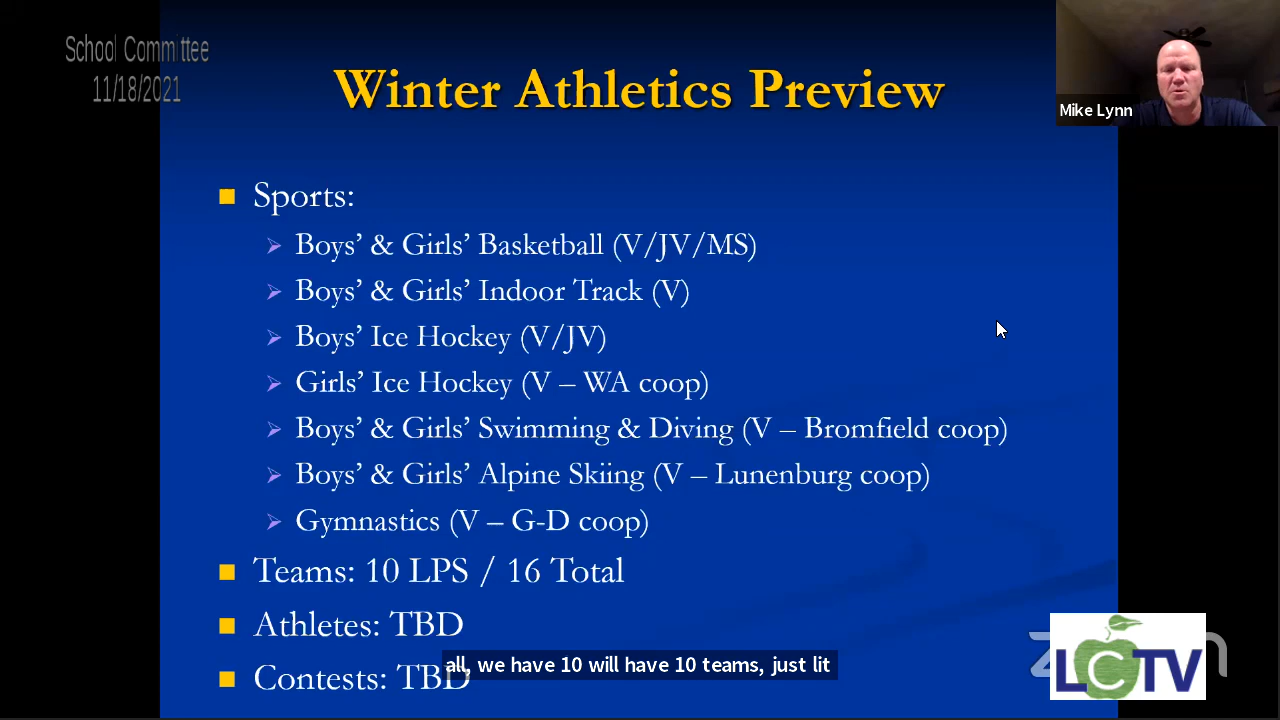 School Committee
11/18/2021
Winter Athletics Preview
Mike Lynn
Sports:
Boys' & Girls' Basketball (V/JV/MS)
Boys' & Girls' Indoor Track (V)
Boys' Ice Hockey (V/JV)
Girls' Ice Hockey (V – WA coop)
Boys' & Girls' Swimming & Diving (V – Bromfield coop)
Boys' & Girls' Alpine Skiing (V – Lunenburg coop)
Gymnastics (V – G-D coop)
Teams: 10 LPS / 16 Total
Athletes: TBD
all, we have 10 will have 10 teams, just lit
Contests: TBD
LCTV